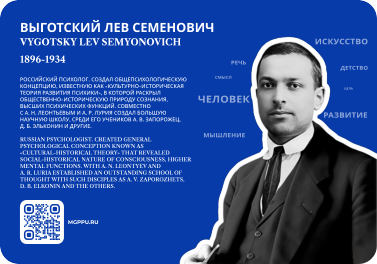 ВЫГОТСКИЙ ЛЕВ СЕМЕНОВИЧ
VYGOTSKY LEV SEMYONOVICH
1896-1934
РОССИЙСКИЙ ПСИХОЛОГ. СОЗДАЛ ОБЩЕПСИХОЛОГИЧЕСКУЮ
КОНЦЕПЦИЮ, ИЗВЕСТНУЮ КАК «КУЛЬТУРНО-ИСТОРИЧЕСКАЯ
ТЕОРИЯ РАЗВИТИЯ ПСИХИКИ», В КОТОРОЙ РАСКРЫЛ
ОБЩЕСТВЕННО-ИСТОРИЧЕСКУЮ ПРИРОДУ СОЗНАНИЯ,
ВЫСШИХ ПСИХИЧЕСКИХ ФУНКЦИЙ. СОВМЕСТНО
С А. Н. ЛЕОНТЬЕВЫМ И А. Р. ЛУРИЯ СОЗДАЛ БОЛЬШУЮ
НАУЧНУЮ ШКОЛУ, СРЕДИ ЕГО УЧЕНИКОВ А. В. ЗАПОРОЖЕЦ,
Д. Б. ЭЛЬКОНИН И ДРУГИЕ.
RUSSIAN PSYCHOLOGIST. CREATED GENERAL
PSYCHOLOGICAL CONCEPTION KNOWN AS
«CULTURAL-HISTORICAL THEORY» THAT REVEALED
SOCIAL-HISTORICAL NATURE OF CONSCIOUSNESS, HIGHER
MENTAL FUNCTIONS. WITH A. N. LEONTYEV AND
A. R. LURIA ESTABLISHED AN OUTSTANDING SCHOOL OF
THOUGHT WITH SUCH DISCIPLES AS A. V. ZAPOROZHETS,
D. B. ELKONIN AND THE OTHERS.
MGPPU.RU
РЕЧЬ
СМЫСЛ
ЧЕЛОВЕК
МЫШЛЕНИЕ
ИСКУССТВО
ДЕТСТВО
РАЗВИТИЕ